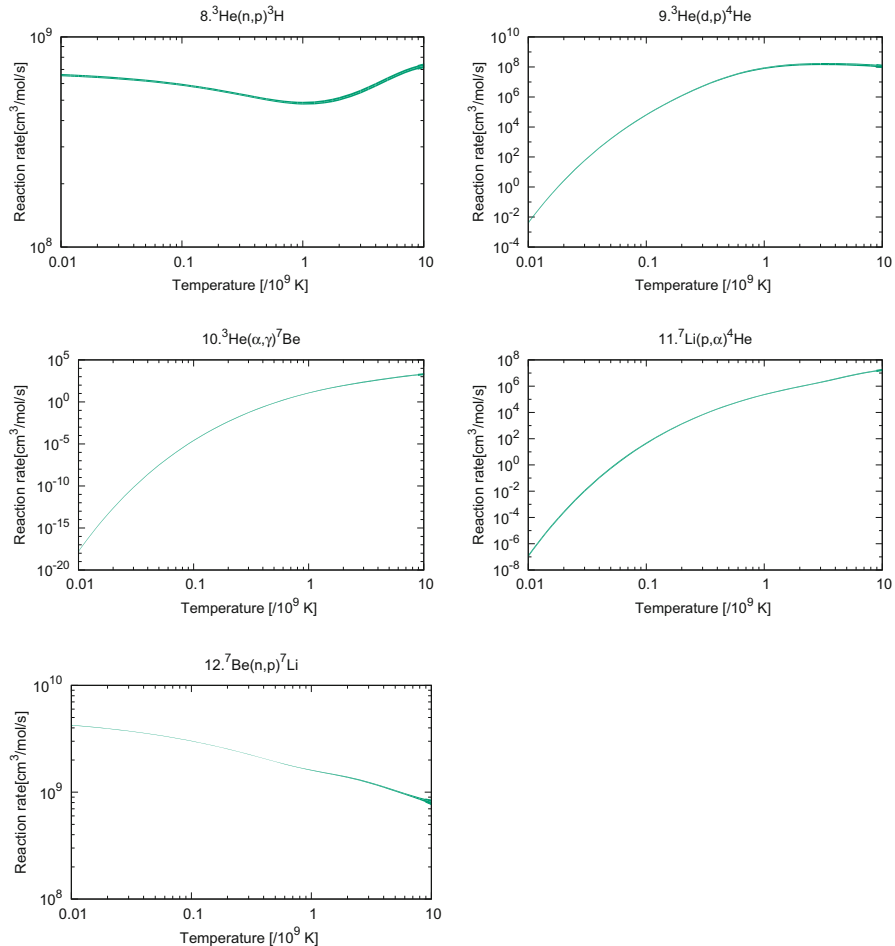 8.³He(n,p)³H
10⁹
10⁸
Reaction rate[cm³/mol/s]
0.01 0.1 1 10
Temperature [/10⁹ K]
9.³He(d,p)⁴He
10¹⁰
10⁸
10⁶
10⁴
10²
10⁰
10⁻²
10⁻⁴
Reaction rate[cm³/mol/s]
0.01 0.1 1 10
Temperature [/10⁹ K]
10.³He(α,γ)⁷Be
10⁵
10⁰
10⁻⁵
10⁻¹⁰
10⁻¹⁵
10⁻²⁰
Reaction rate[cm³/mol/s]
0.01 0.1 1 10
Temperature [/10⁹ K]
11.⁷Li(p,α)⁴He
10⁸
10⁶
10⁴
10²
10⁰
10⁻²
10⁻⁴
10⁻⁶
10⁻⁸
Reaction rate[cm³/mol/s]
0.01 0.1 1 10
Temperature [/10⁹ K]
12.⁷Be(n,p)⁷Li
10¹⁰
10⁹
10⁸
Reaction rate[cm³/mol/s]
0.01 0.1 1 10
Temperature [/10⁹ K]